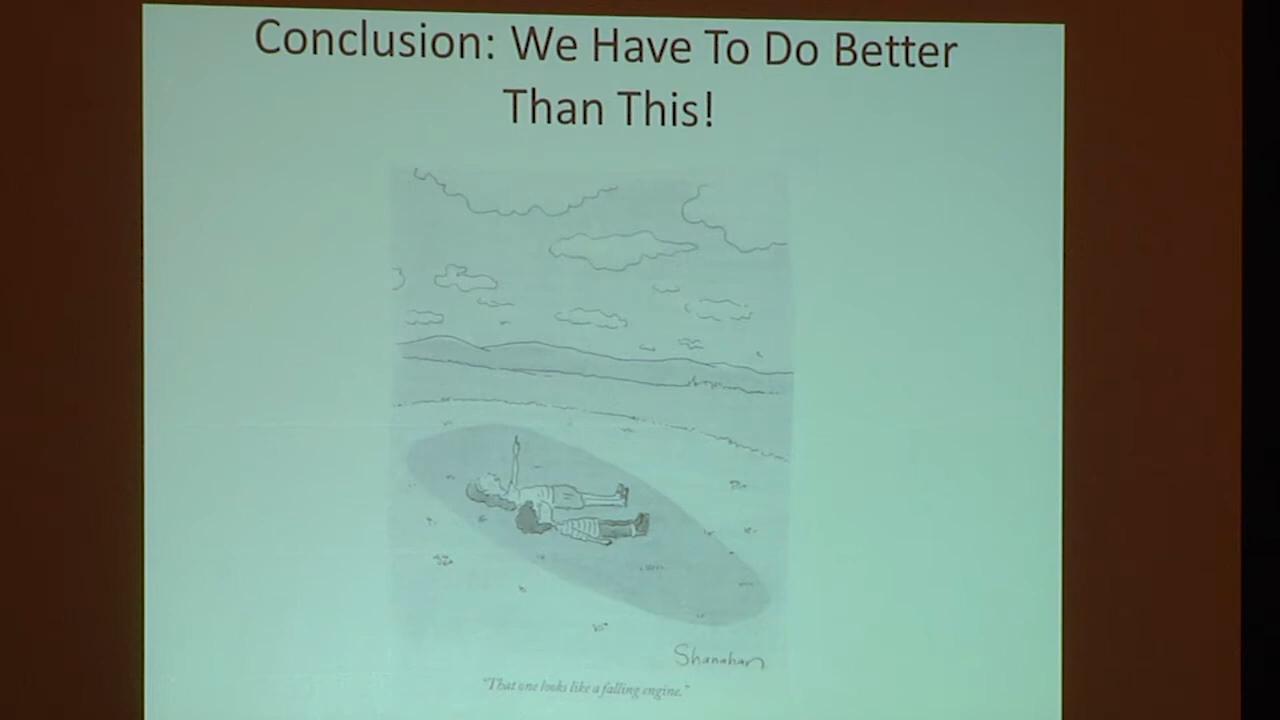 Conclusion: We Have To Do Better
Than This!
Shanahan
"That one looks like a falling engine."